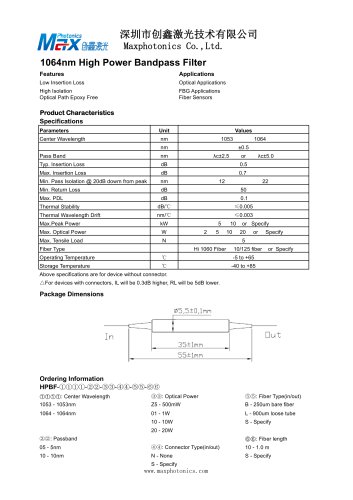 Photonics
Max 创鑫激光
深圳市创鑫激光技术有限公司
Maxphotonics Co.,Ltd.
1064nm High Power Bandpass Filter
Features Applications
Low Insertion Loss Optical Applications
High Isolation FBG Applications
Optical Path Epoxy Free Fiber Sensors
Product Characteristics
Specifications
Parameters Unit Values
Center Wavelength nm 1053 1064
nm ±0.5
Pass Band nm λc±2.5 or λc±5.0
Typ. Insertion Loss dB 0.5
Max. Insertion Loss dB 0.7
Min. Pass Isolation @ 20dB down from peak nm 12 22
Min. Return Loss dB 50
Max. PDL dB 0.1
Thermal Stability dB/℃ ≤0.005
Thermal Wavelength Drift nm/℃ ≤0.003
Max.Peak Power kW 5 10 or Specify
Max. Optical Power W 2 5 10 20 or Specify
Max. Tensile Load N 5
Fiber Type Hi 1060 Fiber 10/125 fiber or Specify
Operating Temperature ℃ -5 to +65
Storage Temperature ℃ -40 to +85
Above specifications are for device without connector.
△For devices with connectors, IL will be 0.3dB higher, RL will be 5dB lower.
Package Dimensions
ø5,5±0,1mm
In Out
35±1mm
55±1mm
Ordering Information
HPBF-①①①①-②②-③③-④④-⑤⑤-⑥⑥
①①①①: Center Wavelength ③③: Optical Power ⑤⑤: Fiber Type(in/out)
1053 - 1053nm Z5 - 500mW B - 250um bare fiber
1064 - 1064nm 01 - 1W L - 900um loose tube
10 - 10W S - Specify
20 - 20W
②②: Passband ⑥⑥: Fiber length
05 - 5nm ④④: Connector Type(in/out) 10 - 1.0 m
10 - 10nm N - None S - Specify
S - Specify
www.maxphotonics.com